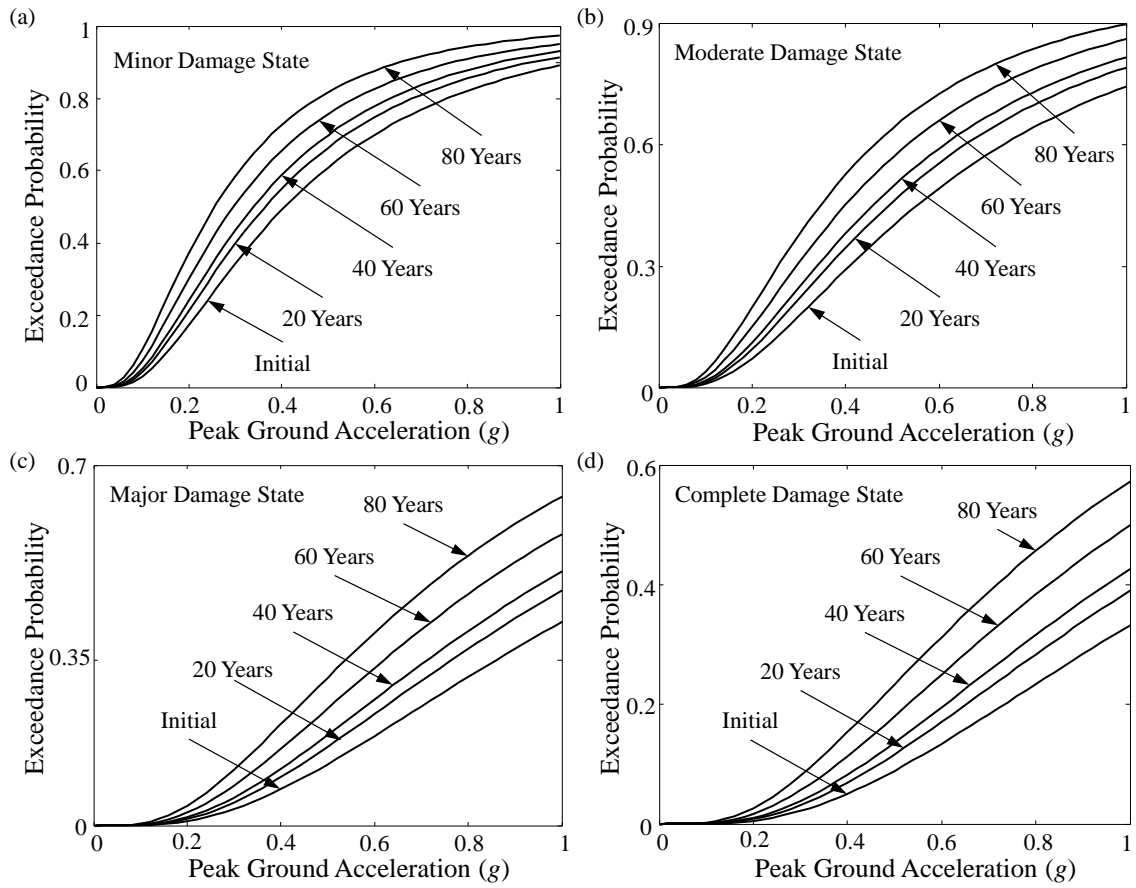 (a)
Minor Damage State
1
0.8
0.6
0.4
0.2
0
Exceedance Probability
80 Years
60 Years
40 Years
20 Years
Initial
0 0.2 0.4 0.6 0.8 1
Peak Ground Acceleration (g)
(b)
Moderate Damage State
0.9
0.6
0.3
0
Exceedance Probability
80 Years
60 Years
40 Years
20 Years
Initial
0 0.2 0.4 0.6 0.8 1
Peak Ground Acceleration (g)
(c)
Major Damage State
0.7
0.35
0
Exceedance Probability
80 Years
60 Years
40 Years
20 Years
Initial
0 0.2 0.4 0.6 0.8 1
Peak Ground Acceleration (g)
(d)
Complete Damage State
0.6
0.4
0.2
0.0
Exceedance Probability
80 Years
60 Years
40 Years
20 Years
Initial
0 0.2 0.4 0.6 0.8 1
Peak Ground Acceleration (g)